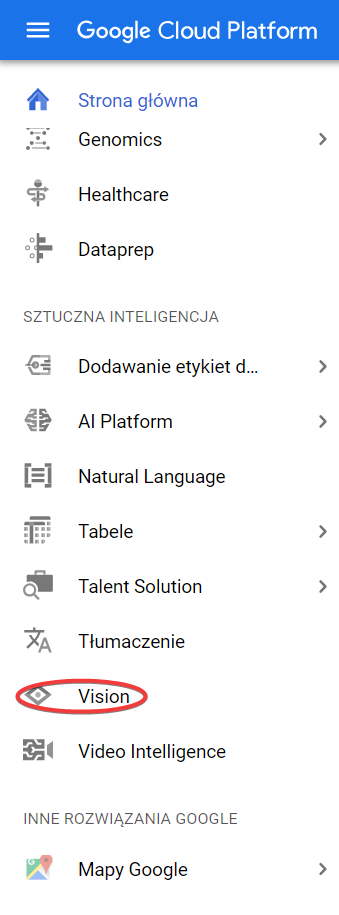 Google Cloud Platform
Strona główna
Genomics
Healthcare
Dataprep
SZTUCZNA INTELIGENCJA
Dodawanie etykiet d...
AI Platform
Natural Language
Tabele
Talent Solution
Tłumaczenie
Vision
Video Intelligence
INNE ROZWIĄZANIA GOOGLE
Mapy Google